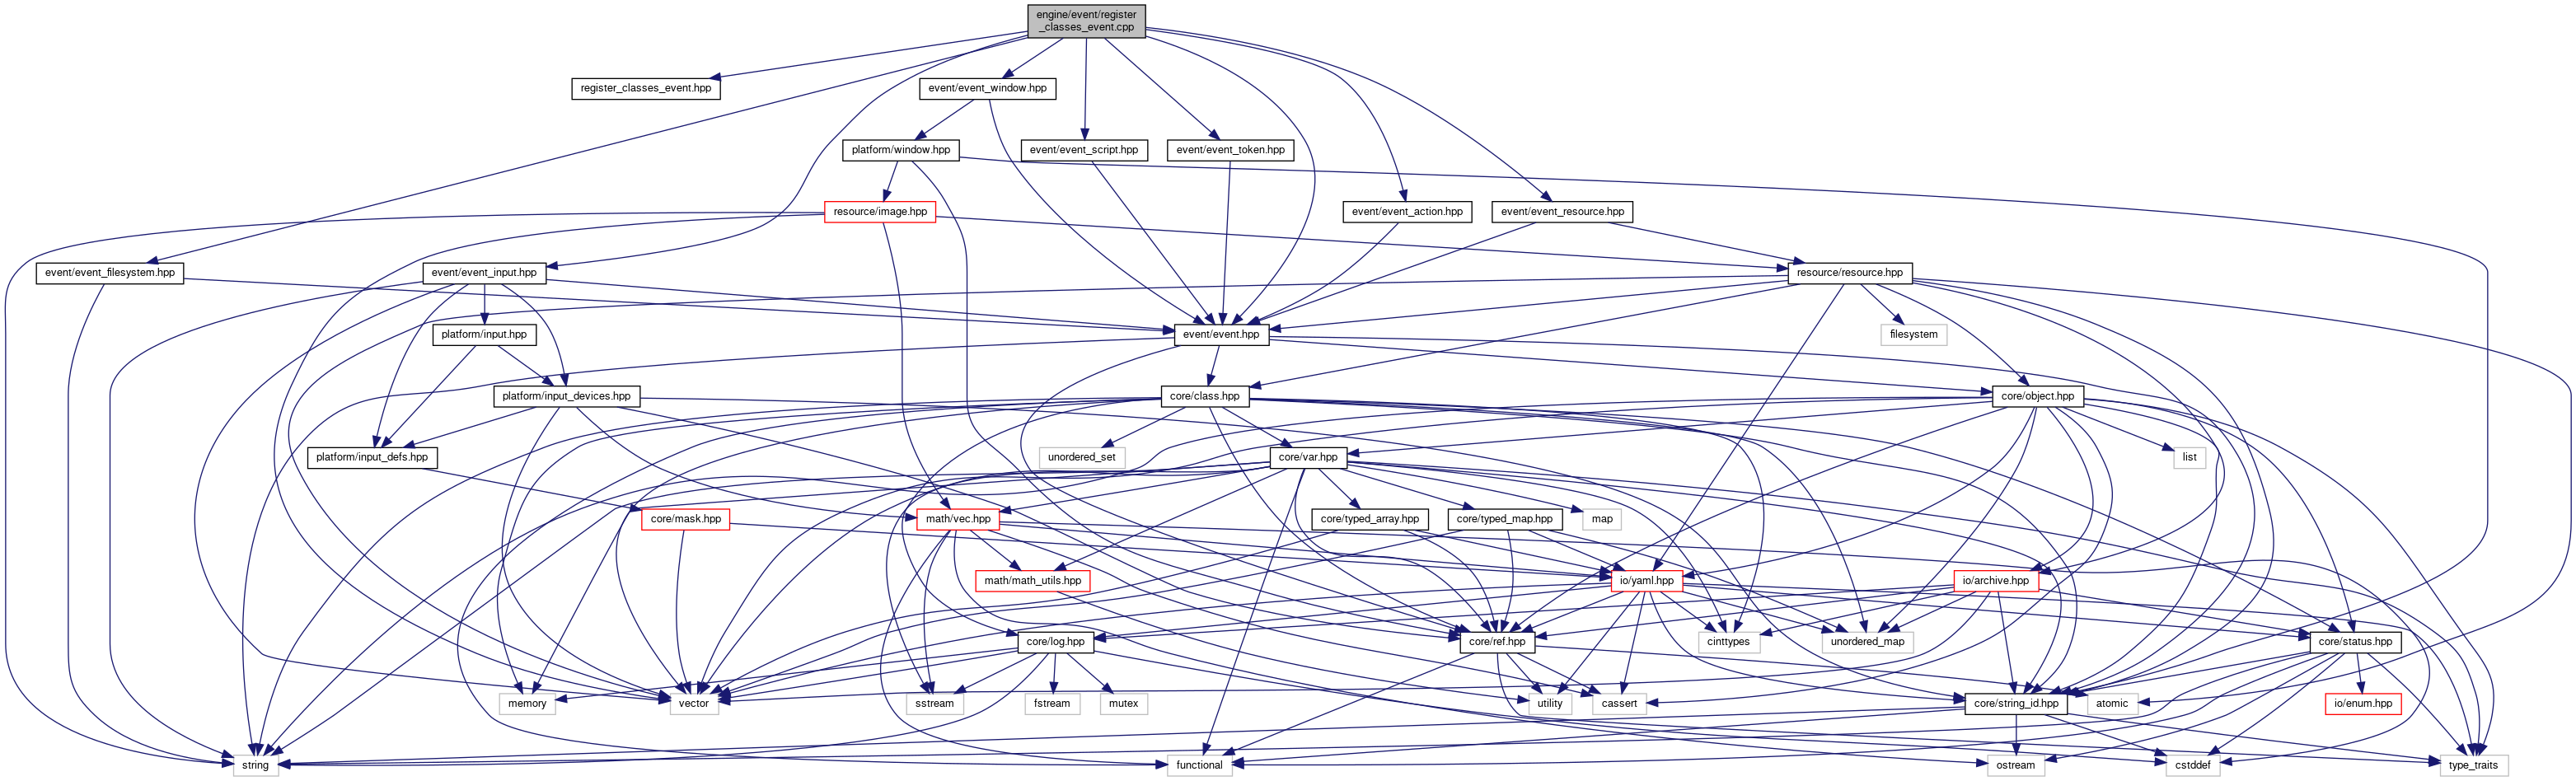 engine/event/register
_classes_event.cpp
register_classes_event.hpp
event/event_window.hpp
platform/window.hpp
event/event_script.hpp
event/event_token.hpp
resource/image.hpp
event/event_action.hpp
event/event_resource.hpp
event/event_filesystem.hpp
event/event_input.hpp
resource/resource.hpp
platform/input.hpp
event/event.hpp
filesystem
platform/input_devices.hpp
core/class.hpp
core/object.hpp
platform/input_defs.hpp
unordered_set
core/var.hpp
list
core/mask.hpp
math/vec.hpp
core/typed_array.hpp
core/typed_map.hpp
map
math/math_utils.hpp
io/yaml.hpp
io/archive.hpp
core/log.hpp
core/ref.hpp
cinttypes
unordered_map
core/status.hpp
memory
vector
sstream
fstream
mutex
utility
cassert
core/string_id.hpp
atomic
io/enum.hpp
string
functional
ostream
cstddef
type_traits